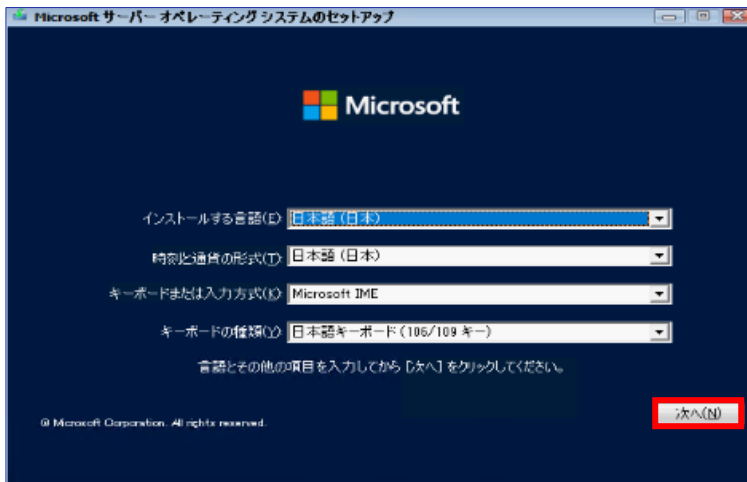 Microsoft サーバー オペレーティング システムのセットアップ
Microsoft
インストールする言語(E) 日本語 (日本)
時刻と通貨の形式(T) 日本語 (日本)
キーボードまたは入力方式(K) Microsoft IME
キーボードの種類(Y) 日本語キーボード (106/109 キー)
言語とその他の項目を入力してから [次へ] をクリックしてください。
次へ(N)
© Microsoft Corporation. All rights reserved.